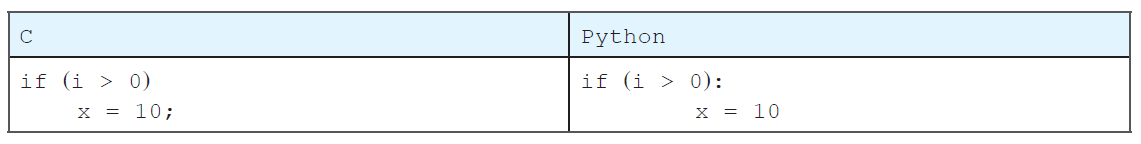 C
Python
if (i > 0)
    x = 10;
if (i > 0):
        x = 10